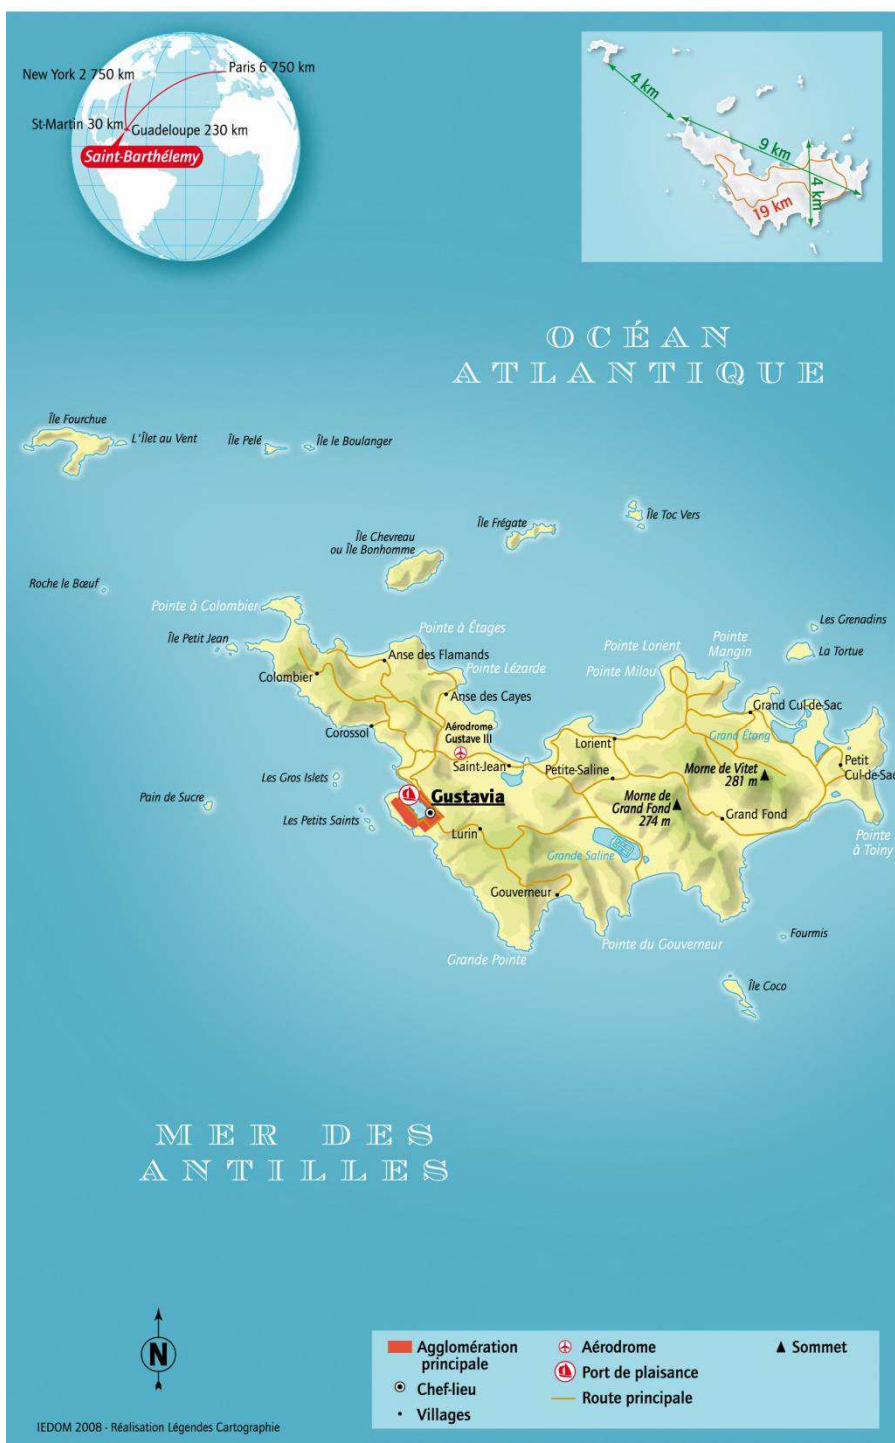 New York 2 750 km
Paris 6 750 km
St-Martin 30 km
Guadeloupe 230 km
Saint-Barthélemy
4 km
9 km
4 km
19 km
OCÉAN
ATLANTIQUE
Île Fourchue
L'Îlet au Vent
Île Pelé
Île le Boulanger
Île Toc Vers
Île Frégate
Île Chevreau
ou Île Bonhomme
Roche le Bœuf
Pointe à Colombier
Les Grenadins
Île Petit Jean
Pointe à Étages
Pointe Lorient
Pointe
Mangin
La Tortue
Anse des Flamands
Pointe Lézarde
Pointe Milou
Colombier
Anse des Cayes
Grand Cul-de-Sac
Corossol
Aérodrome
Gustave III
Lorient
Grand Étang
Saint-Jean
Petite-Saline
Morne de Vitet
281 m
Petit
Cul-de-Sac
Les Gros Islets
Pain de Sucre
Gustavia
Morne de
Grand Fond
274 m
Grand Fond
Les Petits Saints
Lurin
Pointe
à Toiny
Grande Saline
Gouverneur
Pointe du Gouverneur
Fourmis
Grande Pointe
Île Coco
MER DES
ANTILLES
N
Agglomération
principale
Chef-lieu
Villages
Aérodrome
Port de plaisance
Route principale
Sommet
IEDOM 2008 - Réalisation Légendes Cartographie